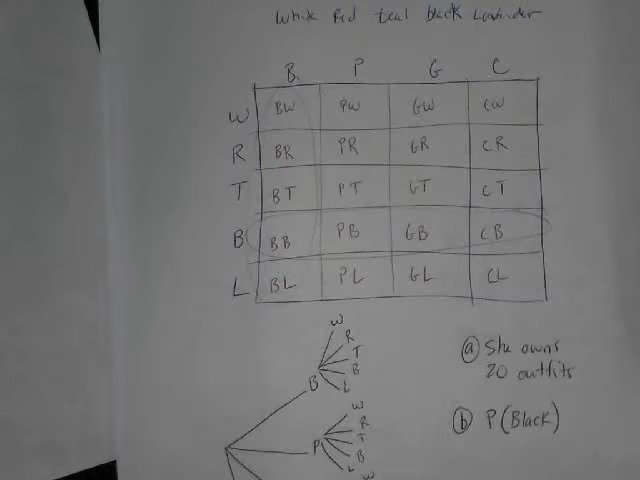 White Red teal black Lavender
B P G C
W BW PW GW CW
R BR PR GR CR
T BT PT GT CT
B BB PB GB CB
L BL PL GL CL
W
R
T
B
L
B
W
R
T
B
L
P
W
(a) She owns
20 outfits
(b) P(Black)